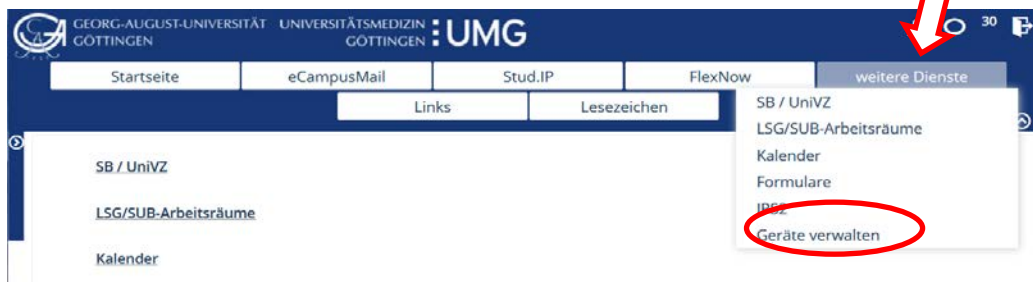 GEORG-AUGUST-UNIVERSITÄT UNIVERSITÄTSMEDIZIN
GÖTTINGEN GÖTTINGEN : UMG
30
Startseite eCampusMail Stud.IP FlexNow weitere Dienste
Links Lesezeichen
SB / UniVZ
LSG/SUB-Arbeitsräume
Kalender
Formulare
Geräte verwalten
SB / UniVZ
LSG/SUB-Arbeitsräume
Kalender